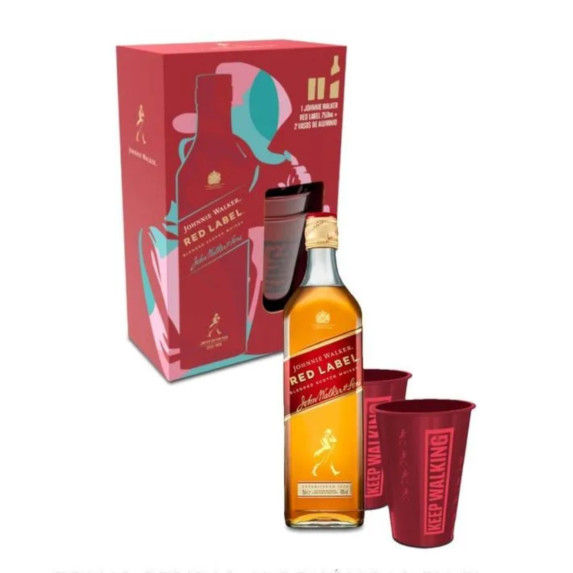 1 JOHNNIE WALKER
RED LABEL 750ML +
2 VASOS DE ALUMINIO
JOHNNIE WALKER.
JOHNNIE WALKER.
RED LABEL
BLENDED SCOTCH WHISKY
John Walker & Sons
KING
JOHNNIE WALKER.
RED LABEL
BLENDED SCOTCH WHISKY
John Walker & Sons
KEEP WALKING
KEEP WALKING